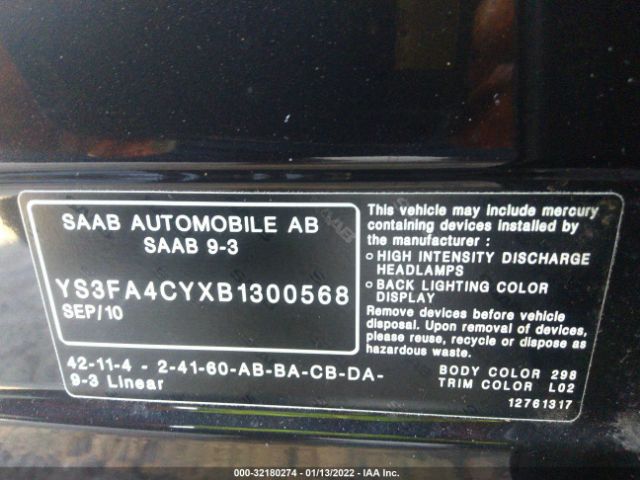 SAAB AUTOMOBILE AB
SAAB 9-3
YS3FA4CYXB1300568
SEP/10
42-11-4 - 2-41-60-AB-BA-CB-DA-
9-3 Linear
This vehicle may include mercury
containing devices installed by
the manufacturer :
HIGH INTENSITY DISCHARGE
HEADLAMPS
BACK LIGHTING COLOR
DISPLAY
Remove devices before vehicle
disposal. Upon removal of devices,
please reuse, recycle or dispose as
hazardous waste.
BODY COLOR 298
TRIM COLOR L02
12761317
000-32180274 - 01/13/2022 - IAA Inc.